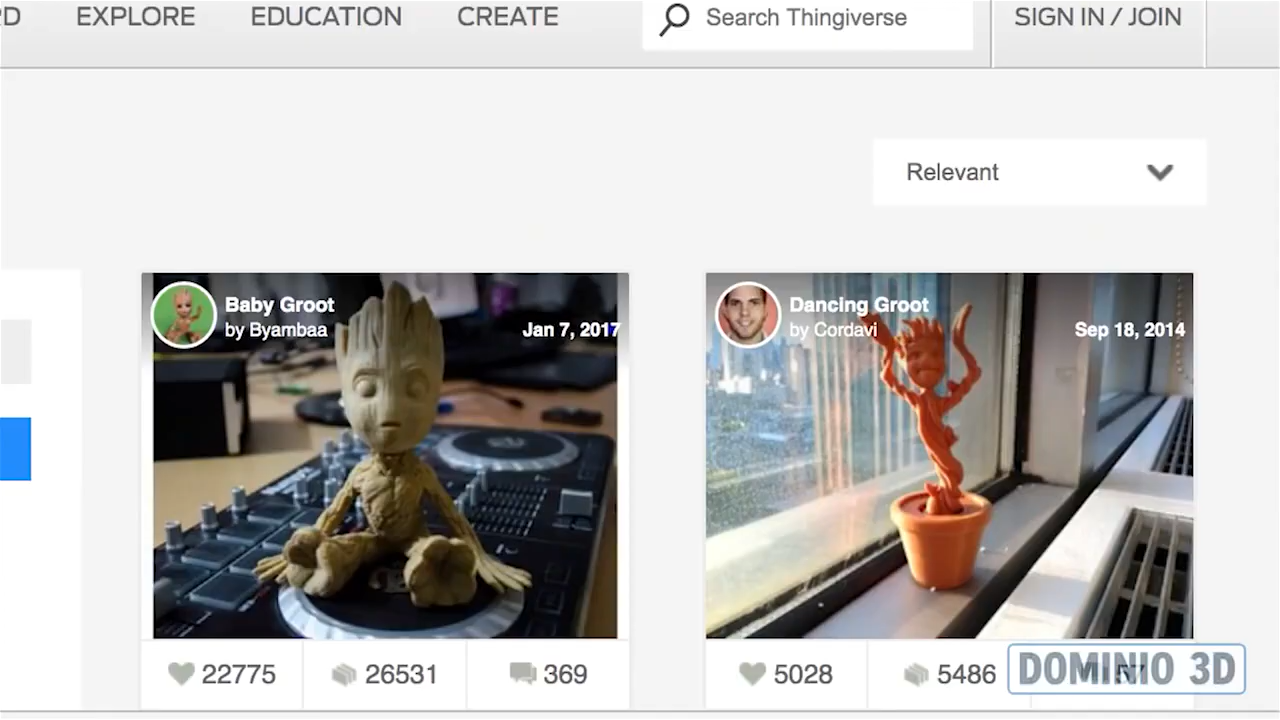 EXPLORE
EDUCATION
CREATE
Search Thingiverse
SIGN IN / JOIN
Relevant
Baby Groot
by Byambaa
Jan 7, 2017
Dancing Groot
by Cordavi
Sep 18, 2014
22775
26531
369
5028
5486
57
DOMINIO 3D